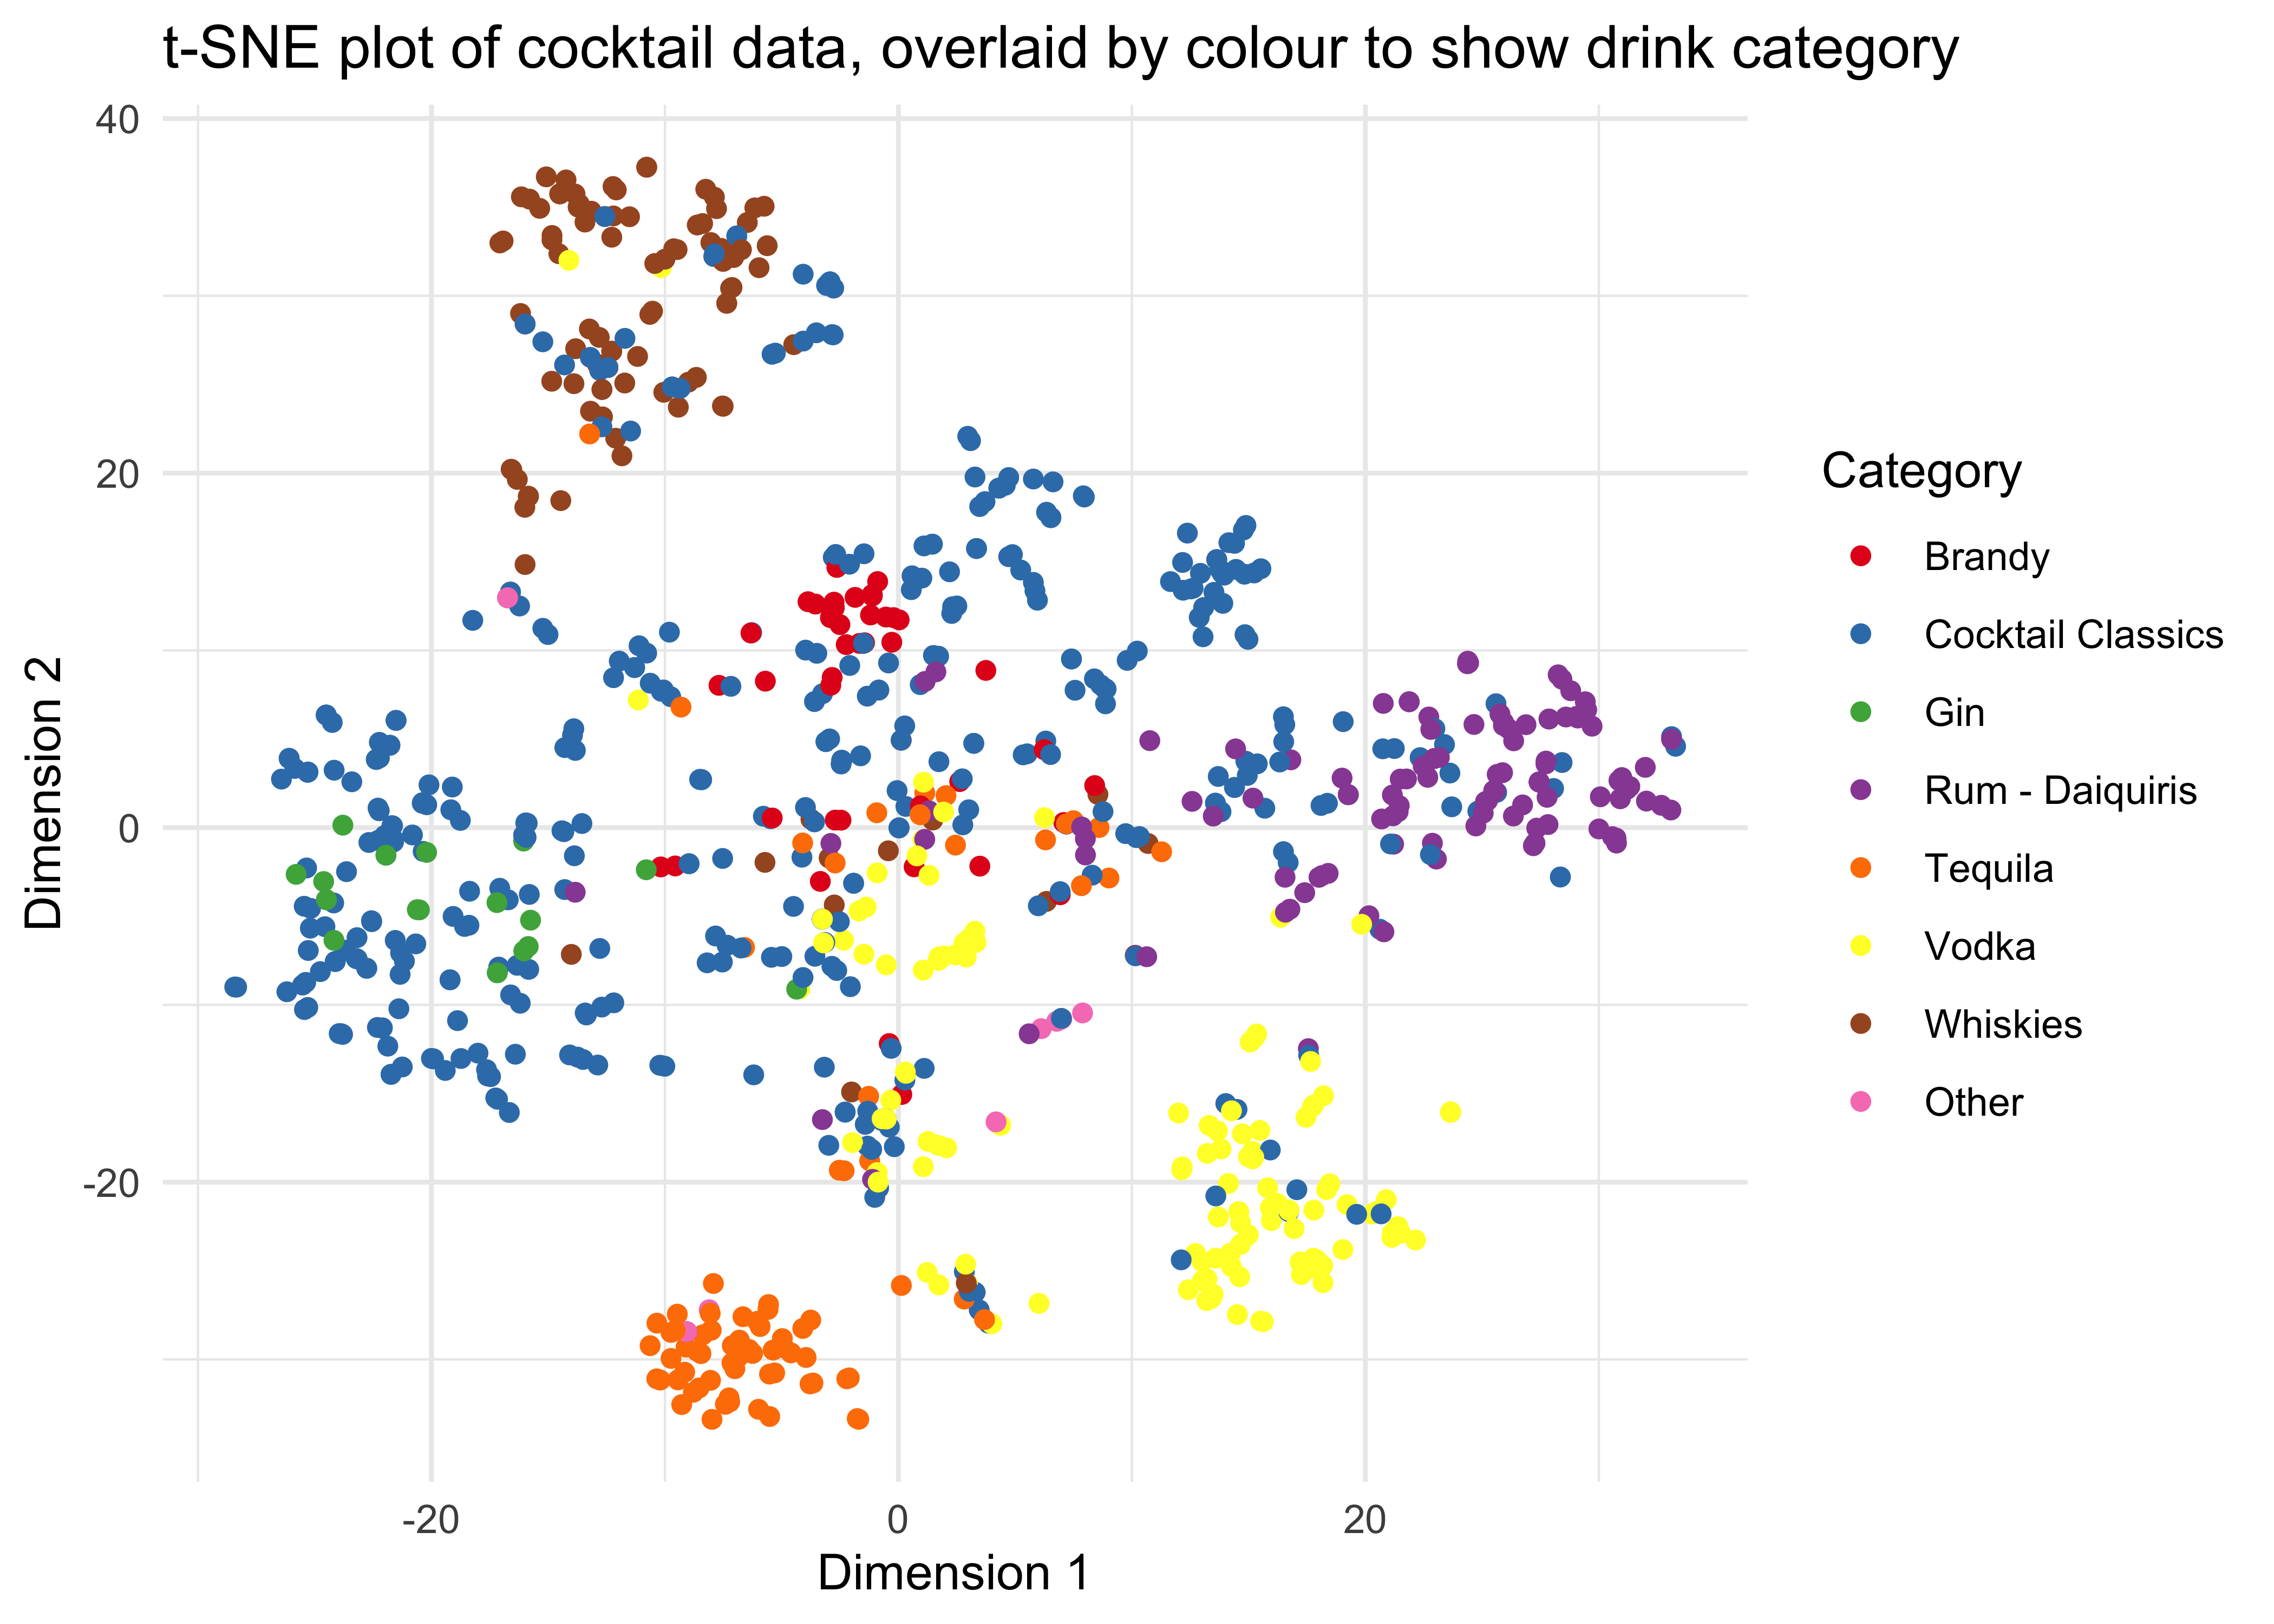 t-SNE plot of cocktail data, overlaid by colour to show drink category
40
20
0
-20
Dimension 2
-20 0 20
Dimension 1
Category
Brandy
Cocktail Classics
Gin
Rum - Daiquiris
Tequila
Vodka
Whiskies
Other